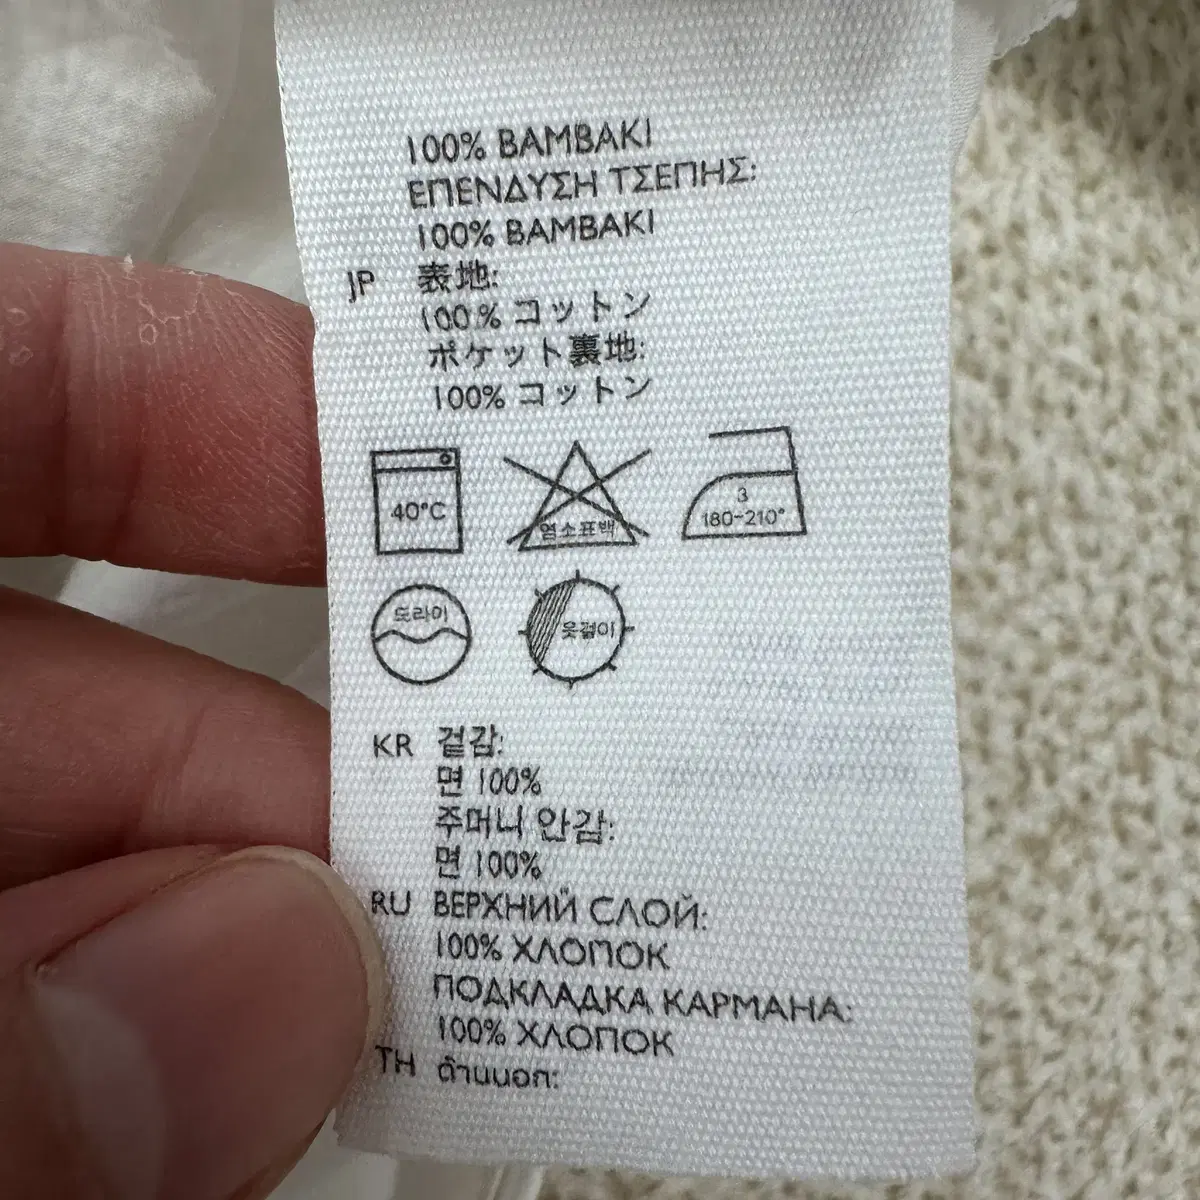 100% ΒΑΜΒΑΚΙ
ΕΠΕΝΔΥΣΗ ΤΣΕΠΗΣ:
100% ΒΑΜΒΑΚΙ
JP 表地:
100% コットン
ポケット裏地:
100% コットン
40°C
염소표백
3
180-210°
드라이
옷걸이
KR 겉감:
면 100%
주머니 안감:
면 100%
RU ВЕРХНИЙ СЛОЙ:
100% ХЛОПОК
ПОДКЛАДКА КАРМАНА:
100% ХЛОПОК
TH ด้านนอก: